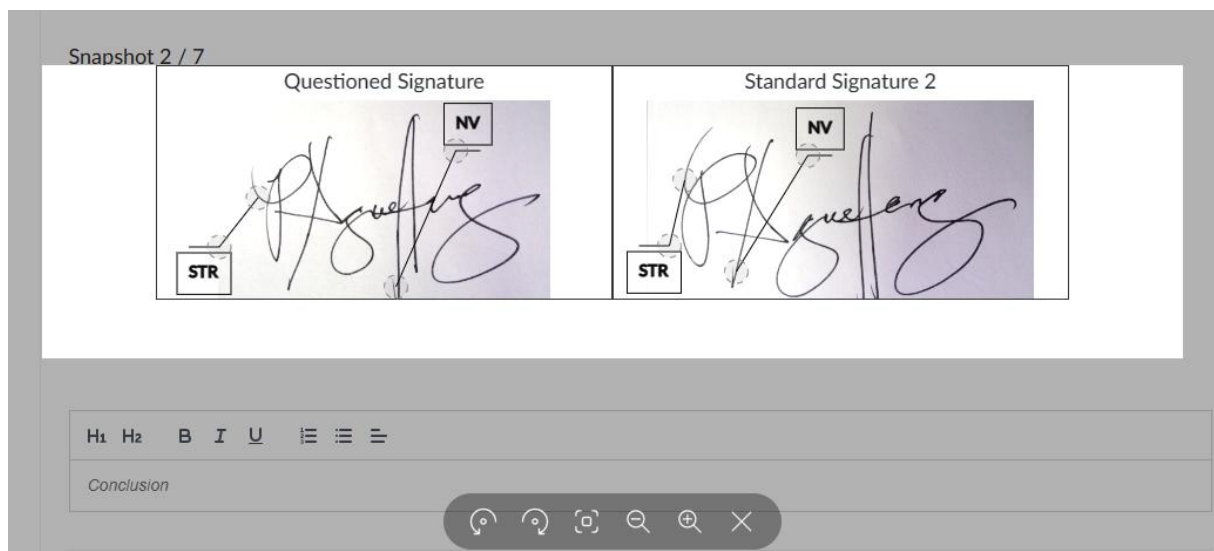 Snapshot 2 / 7
Questioned Signature
Standard Signature 2
NV
NV
STR
STR
H1 H2 B I U
Conclusion